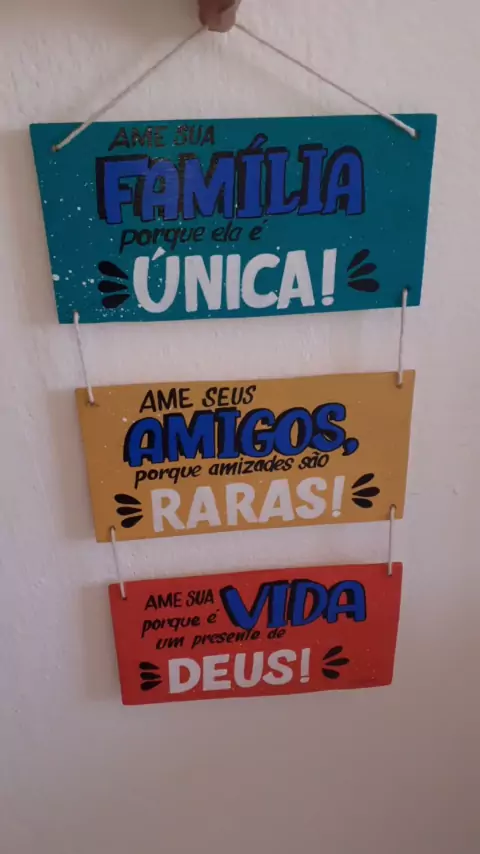 AME SUA
FAMÍLIA
porque ela é
ÚNICA!
AME SEUS
AMIGOS,
porque amizades são
RARAS!
AME SUA VIDA
porque é
um presente de
DEUS!